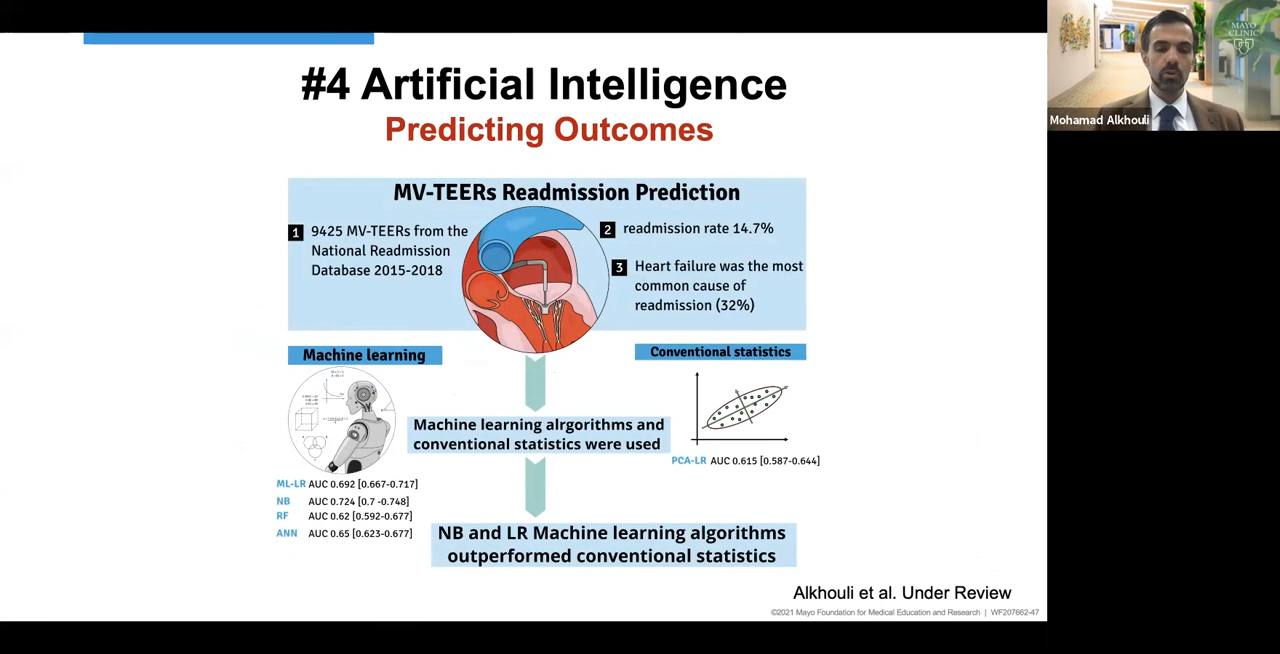 #4 Artificial Intelligence
Predicting Outcomes
MV-TEERs Readmission Prediction
1 9425 MV-TEERs from the
National Readmission
Database 2015-2018
2 readmission rate 14.7%
3 Heart failure was the most
common cause of
readmission (32%)
Machine learning
Conventional statistics
Machine learning alrgorithms and
conventional statistics were used
ML-LR AUC 0.692 [0.667-0.717]
NB AUC 0.724 [0.7 -0.748]
RF AUC 0.62 [0.592-0.677]
ANN AUC 0.65 [0.623-0.677]
PCA-LR AUC 0.615 [0.587-0.644]
NB and LR Machine learning algorithms
outperformed conventional statistics
Alkhouli et al. Under Review
©2021 Mayo Foundation for Medical Education and Research | WF207662-47
MAYO
CLINIC
Mohamad Alkhouli